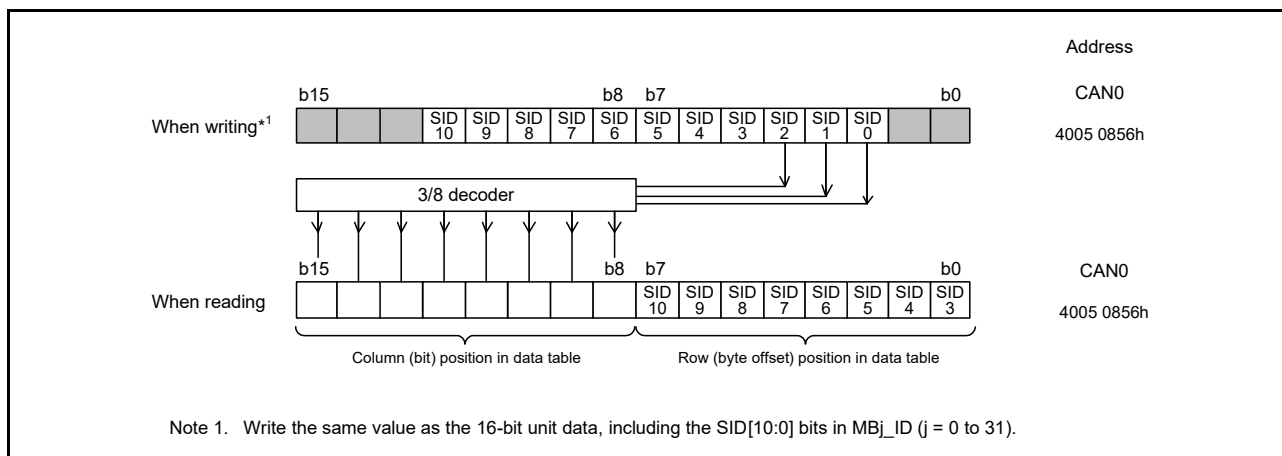 Address
b15 b8 b7 b0 CAN0
When writing*1 SID 10 SID 9 SID 8 SID 7 SID 6 SID 5 SID 4 SID 3 SID 2 SID 1 SID 0 4005 0856h
3/8 decoder
b15 b8 b7 b0 CAN0
When reading SID 10 SID 9 SID 8 SID 7 SID 6 SID 5 SID 4 SID 3 4005 0856h
Column (bit) position in data table Row (byte offset) position in data table
Note 1. Write the same value as the 16-bit unit data, including the SID[10:0] bits in MBj_ID (j = 0 to 31).